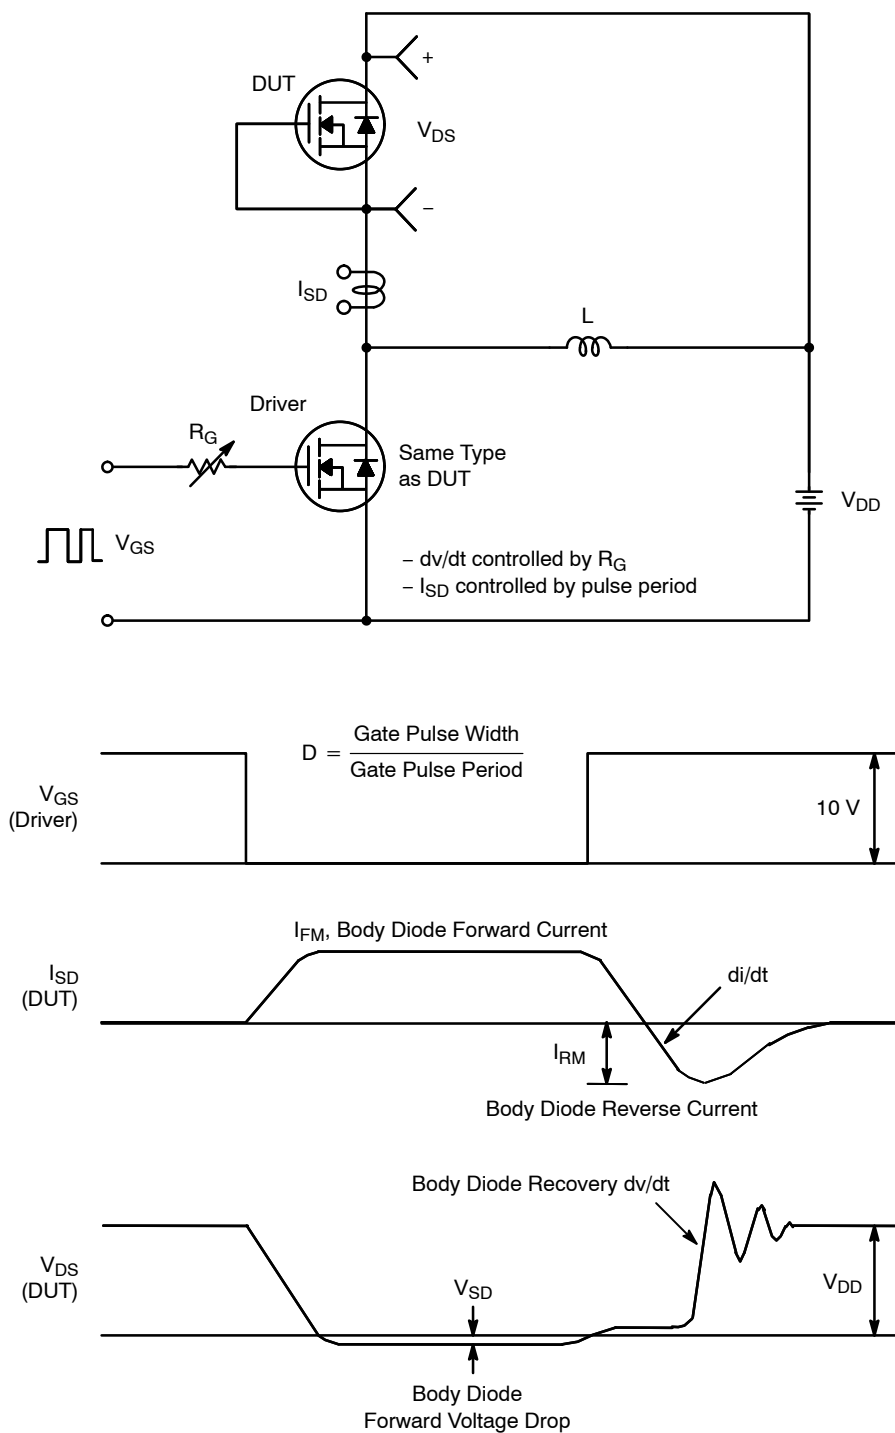 +
DUT
V_DS
−
I_SD
L
Driver
R_G
Same Type
as DUT
V_DD
V_GS
− dv/dt controlled by R_G
− I_SD controlled by pulse period
D = Gate Pulse Width
Gate Pulse Period
V_GS
(Driver)
10 V
I_FM, Body Diode Forward Current
I_SD
(DUT)
di/dt
I_RM
Body Diode Reverse Current
Body Diode Recovery dv/dt
V_DS
(DUT)
V_SD
V_DD
Body Diode
Forward Voltage Drop